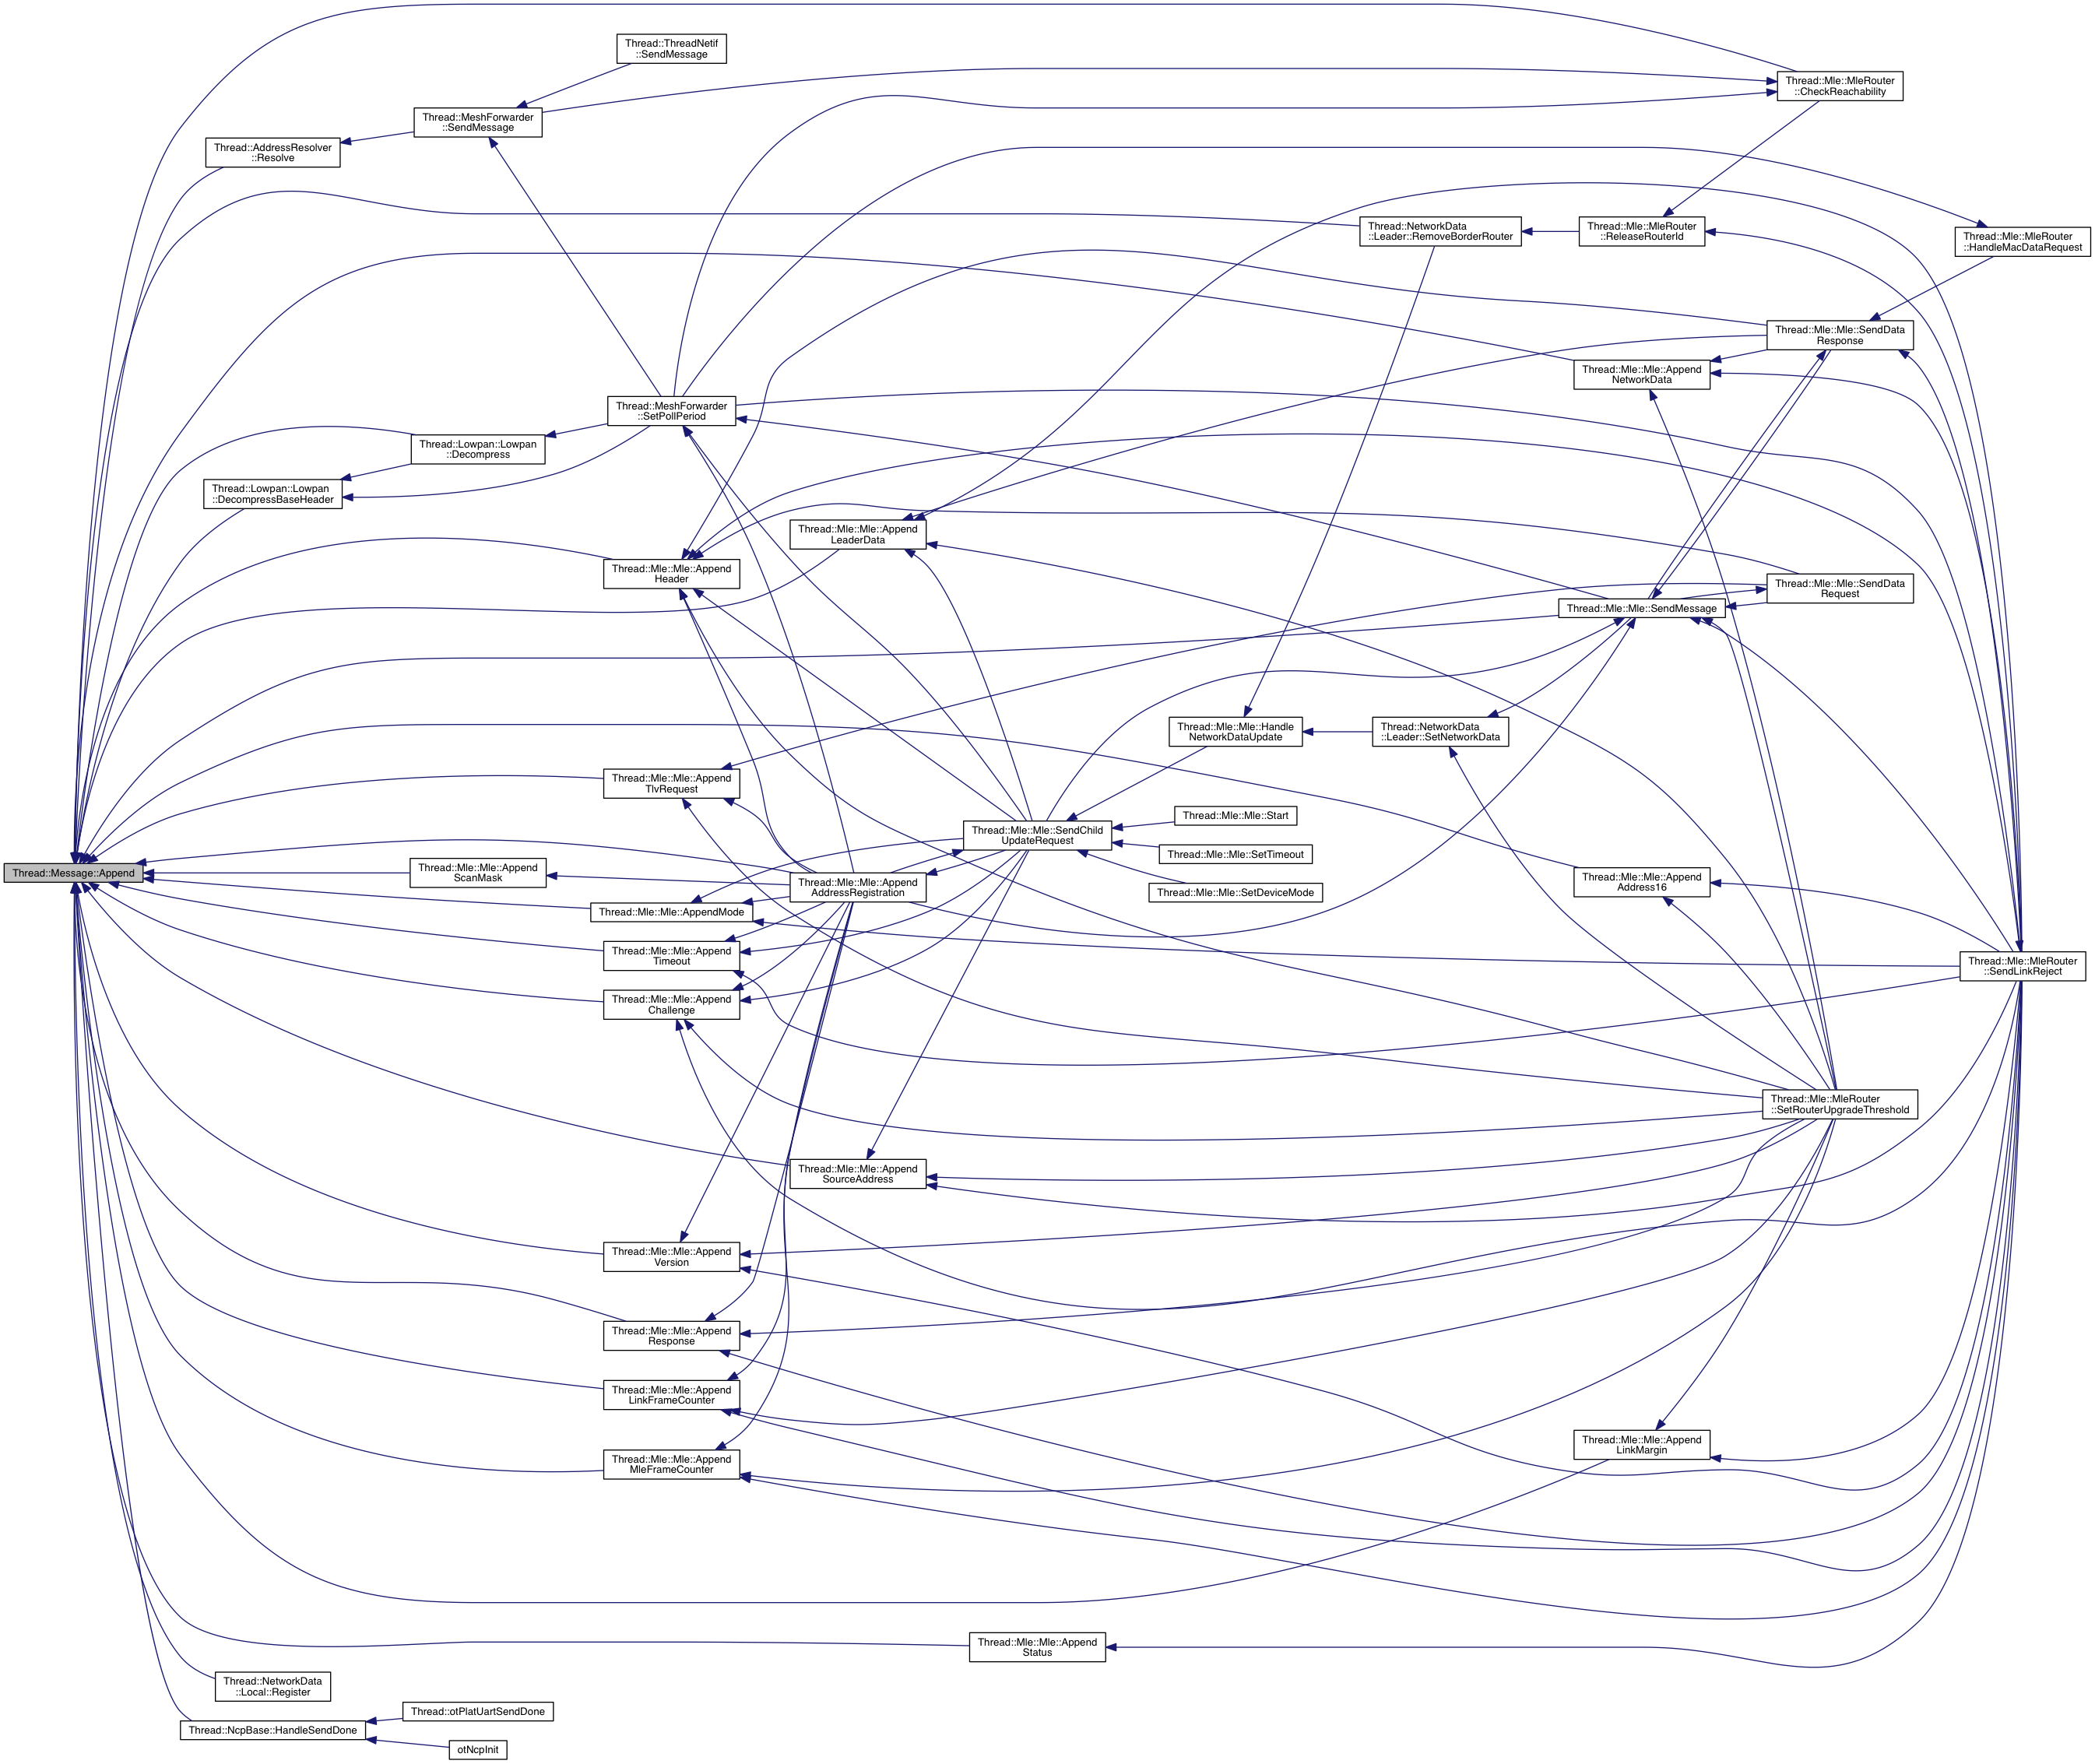 Thread::ThreadNetif
::SendMessage
Thread::Mle::MleRouter
::CheckReachability
Thread::MeshForwarder
::SendMessage
Thread::AddressResolver
::Resolve
Thread::NetworkData
::Leader::RemoveBorderRouter
Thread::Mle::MleRouter
::ReleaseRouterId
Thread::Mle::MleRouter
::HandleMacDataRequest
Thread::Mle::Mle::SendData
Response
Thread::Mle::Mle::Append
NetworkData
Thread::MeshForwarder
::SetPollPeriod
Thread::Lowpan::Lowpan
::Decompress
Thread::Lowpan::Lowpan
::DecompressBaseHeader
Thread::Mle::Mle::Append
LeaderData
Thread::Mle::Mle::Append
Header
Thread::Mle::Mle::SendData
Request
Thread::Mle::Mle::SendMessage
Thread::Mle::Mle::Handle
NetworkDataUpdate
Thread::NetworkData
::Leader::SetNetworkData
Thread::Mle::Mle::Append
TlvRequest
Thread::Mle::Mle::Start
Thread::Mle::Mle::SendChild
UpdateRequest
Thread::Mle::Mle::SetTimeout
Thread::Message::Append
Thread::Mle::Mle::Append
ScanMask
Thread::Mle::Mle::Append
AddressRegistration
Thread::Mle::Mle::SetDeviceMode
Thread::Mle::Mle::Append
Address16
Thread::Mle::Mle::AppendMode
Thread::Mle::Mle::Append
Timeout
Thread::Mle::MleRouter
::SendLinkReject
Thread::Mle::Mle::Append
Challenge
Thread::Mle::MleRouter
::SetRouterUpgradeThreshold
Thread::Mle::Mle::Append
SourceAddress
Thread::Mle::Mle::Append
Version
Thread::Mle::Mle::Append
Response
Thread::Mle::Mle::Append
LinkFrameCounter
Thread::Mle::Mle::Append
LinkMargin
Thread::Mle::Mle::Append
MleFrameCounter
Thread::Mle::Mle::Append
Status
Thread::NetworkData
::Local::Register
Thread::otPlatUartSendDone
Thread::NcpBase::HandleSendDone
otNcpInit